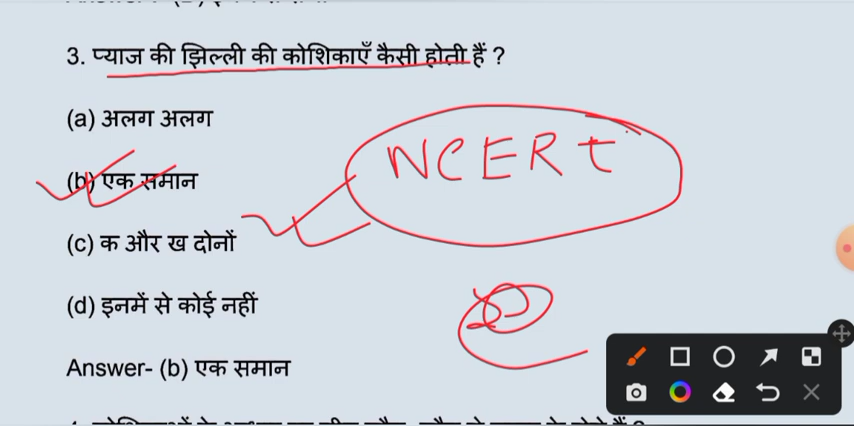 3. प्याज की झिल्ली की कोशिकाएँ कैसी होती हैं ?
(a) अलग अलग
(b) एक समान
NCERt
(c) क और ख दोनों
(d) इनमें से कोई नहीं
Answer- (b) एक समान